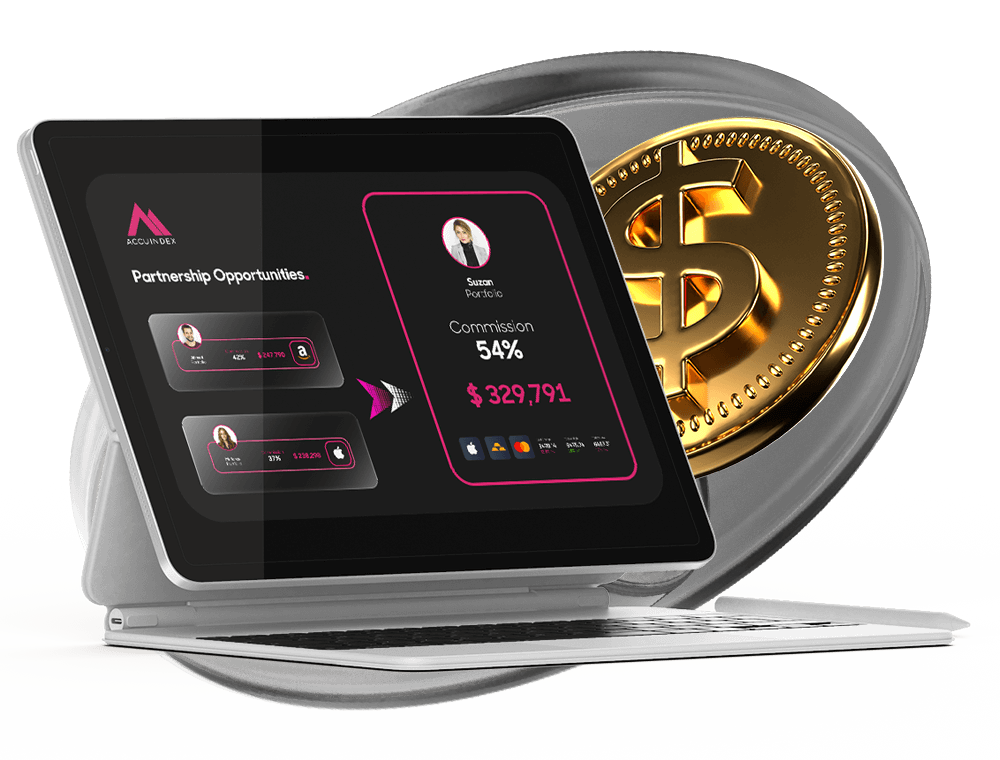 ACCUINDEX
Partnership Opportunities.
42%
$ 247,790
a
37%
$ 238,290
Suzan
Portfolio
Commission
54%
$ 329,791